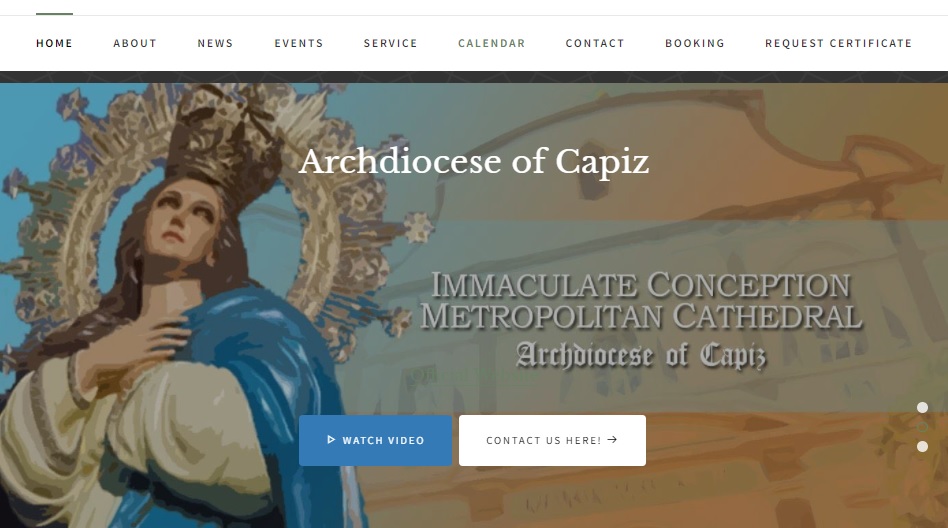 HOME ABOUT NEWS EVENTS SERVICE CALENDAR CONTACT BOOKING REQUEST CERTIFICATE
Archdiocese of Capiz
IMMACULATE CONCEPTION
METROPOLITAN CATHEDRAL
Archdiocese of Capiz
WATCH VIDEO CONTACT US HERE!